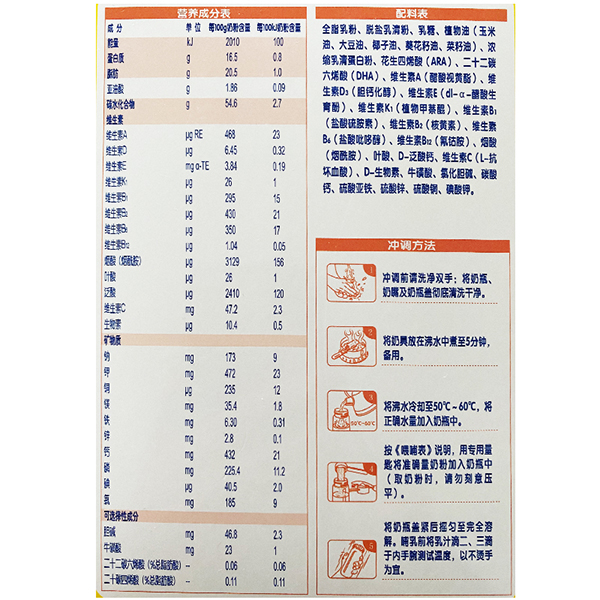 营养成分表
成 分 单 位 每100g奶粉含量 每100kJ奶粉含量
能量 kJ 2010 100
蛋白质 g 16.5 0.8
脂肪 g 20.5 1.0
亚油酸 g 1.86 0.09
碳水化合物 g 54.6 2.7
维生素
维生素A μg RE 468 23
维生素D μg 6.45 0.32
维生素E mg α-TE 3.84 0.19
维生素K₁ μg 26 1
维生素B₁ μg 295 15
维生素B₂ μg 430 21
维生素B₆ μg 350 17
维生素B₁₂ μg 1.04 0.05
烟酸（烟酰胺） μg 3129 156
叶酸 μg 26 1
泛酸 μg 2410 120
维生素C mg 47.2 2.3
生物素 μg 10.4 0.5
矿物质
钠 mg 173 9
钾 mg 472 23
铜 μg 235 12
镁 mg 35.4 1.8
铁 mg 6.30 0.31
锌 mg 2.8 0.1
钙 mg 432 21
磷 mg 225.4 11.2
碘 μg 40.5 2.0
氯 mg 185 9
可选择性成分
胆碱 mg 46.8 2.3
牛磺酸 mg 23 1
二十二碳六烯酸（%总脂肪酸） – 0.06 0.06
二十碳四烯酸（%总脂肪酸） – 0.11 0.11
配料表
全脂乳粉、脱盐乳清粉、乳糖、植物油（玉米
油、大豆油、椰子油、葵花籽油、菜籽油）、浓
缩乳清蛋白粉、花生四烯酸（ARA）、二十二碳
六烯酸（DHA）、维生素A（醋酸视黄酯）、维
生素D₃（胆钙化醇）、维生素E（dl-α-醋酸生
育酚）、维生素K₁（植物甲萘醌）、维生素B₁
（盐酸硫胺素）、维生素B₂（核黄素）、维生素
B₆（盐酸吡哆醇）、维生素B₁₂（氰钴胺）、烟酸
（烟酰胺）、叶酸、D-泛酸钙、维生素C（L-抗
坏血酸）、D-生物素、牛磺酸、氯化胆碱、碳酸
钙、硫酸亚铁、硫酸锌、硫酸铜、碘酸钾。
冲调方法
1
冲调前请洗净双手；将奶瓶、
奶嘴及奶瓶盖彻底清洗干净。
2
将奶具放在沸水中煮至5分钟，
备用。
3
50℃~60℃
将沸水冷却至50℃～60℃，将
正确水量加入奶瓶中。
4
按《喂哺表》说明，用专用量
匙将准确量奶粉加入奶瓶中
（取奶粉时，请勿刻意压
平）。
5
将奶瓶盖紧后摇匀至完全溶
解。哺乳前将乳汁滴二、三滴
于内手腕测试温度，以不烫手
为宜。